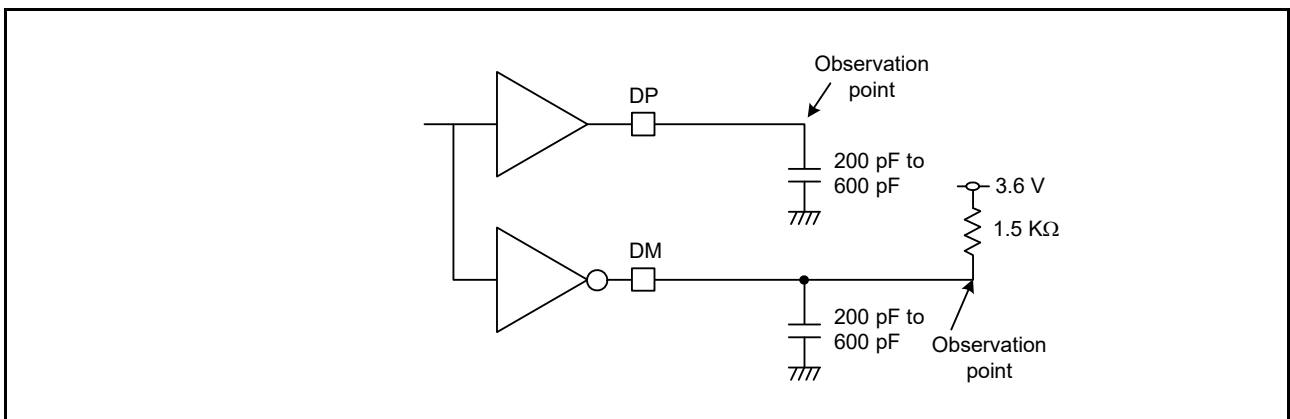 Observation
point
DP
200 pF to
600 pF
3.6 V
1.5 KΩ
DM
200 pF to
600 pF
Observation
point